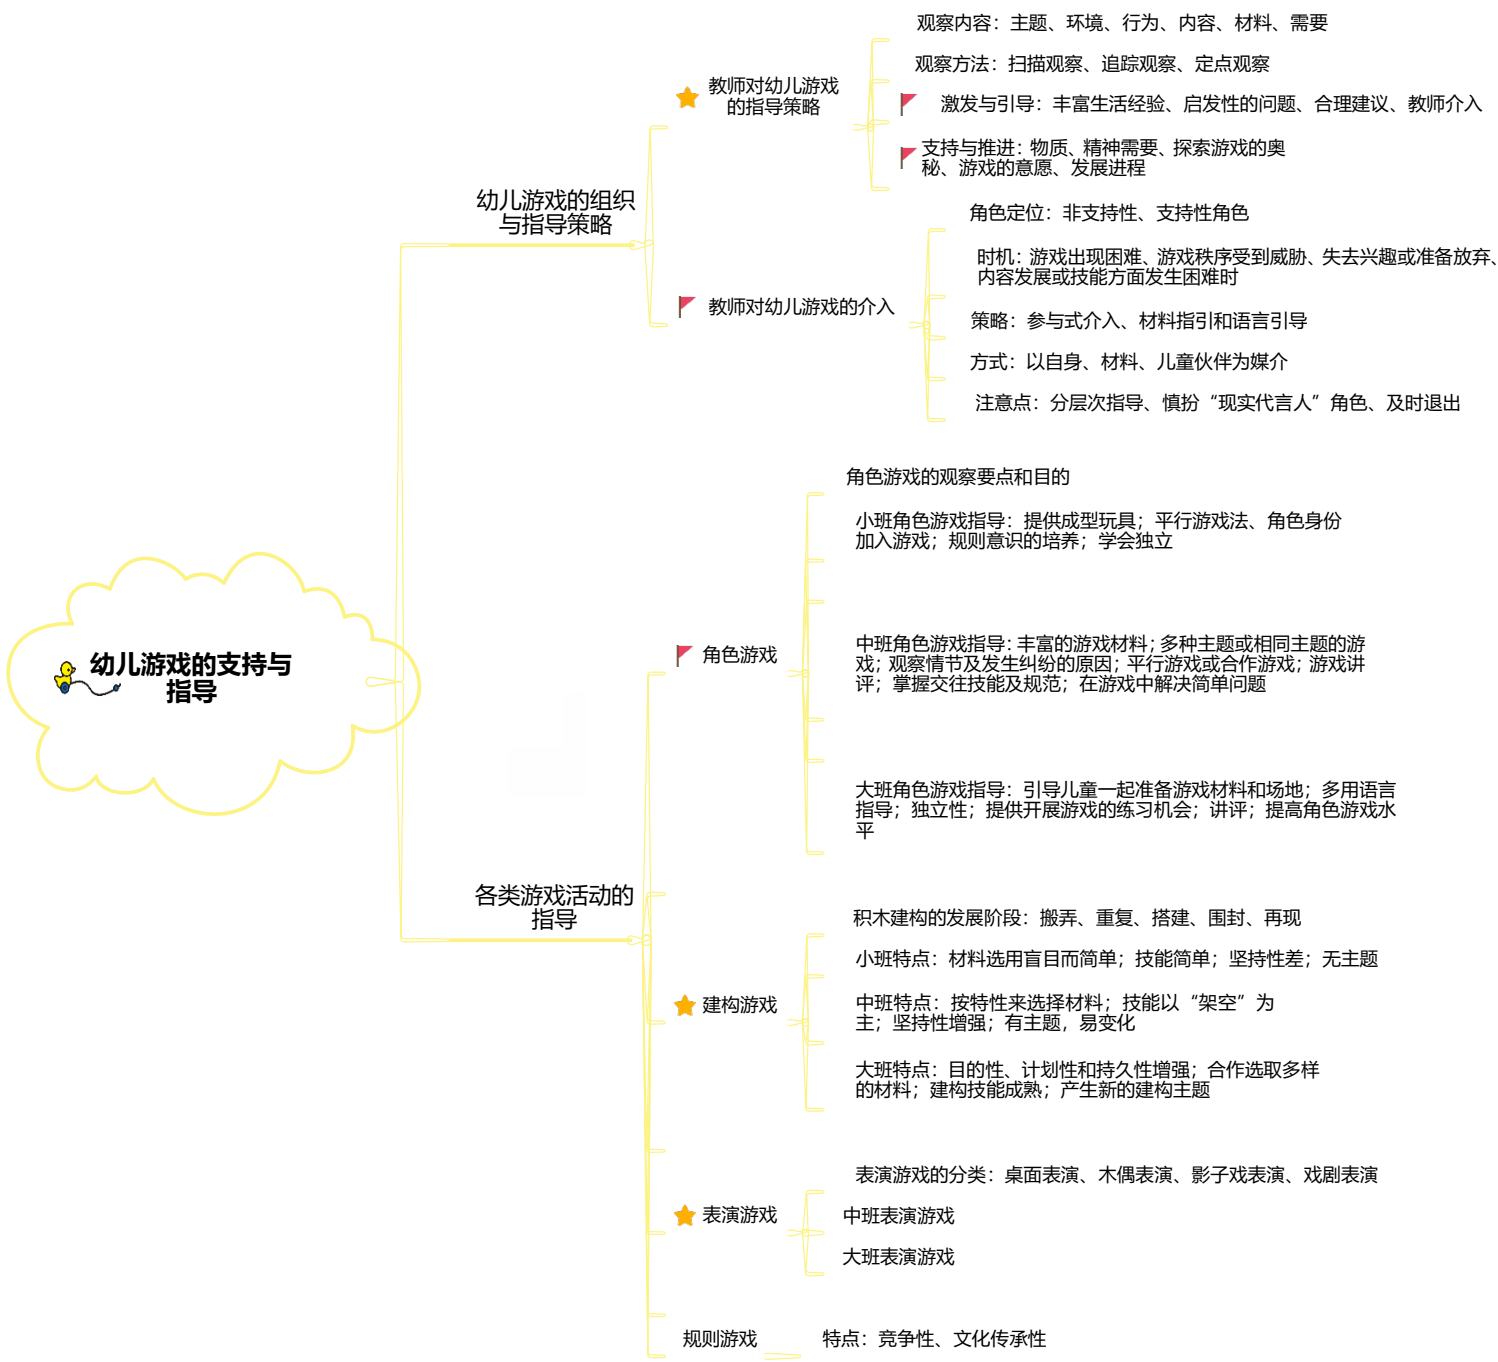 幼儿游戏的支持与
指导
幼儿游戏的组织
与指导策略
教师对幼儿游戏
的指导策略
观察内容：主题、环境、行为、内容、材料、需要
观察方法：扫描观察、追踪观察、定点观察
激发与引导：丰富生活经验、启发性的问题、合理建议、教师介入
支持与推进：物质、精神需要、探索游戏的奥
秘、游戏的意愿、发展进程
教师对幼儿游戏的介入
角色定位：非支持性、支持性角色
时机：游戏出现困难、游戏秩序受到威胁、失去兴趣或准备放弃、
内容发展或技能方面发生困难时
策略：参与式介入、材料指引和语言引导
方式：以自身、材料、儿童伙伴为媒介
注意点：分层次指导、慎扮“现实代言人”角色、及时退出
各类游戏活动的
指导
角色游戏
角色游戏的观察要点和目的
小班角色游戏指导：提供成型玩具；平行游戏法、角色身份
加入游戏；规则意识的培养；学会独立
中班角色游戏指导：丰富的游戏材料；多种主题或相同主题的游
戏；观察情节及发生纠纷的原因；平行游戏或合作游戏；游戏讲
评；掌握交往技能及规范；在游戏中解决简单问题
大班角色游戏指导：引导儿童一起准备游戏材料和场地；多用语言
指导；独立性；提供开展游戏的练习机会；讲评；提高角色游戏水
平
建构游戏
积木建构的发展阶段：搬弄、重复、搭建、围封、再现
小班特点：材料选用盲目而简单；技能简单；坚持性差；无主题
中班特点：按特性来选择材料；技能以“架空”为
主；坚持性增强；有主题，易变化
大班特点：目的性、计划性和持久性增强；合作选取多样
的材料；建构技能成熟；产生新的建构主题
表演游戏
表演游戏的分类：桌面表演、木偶表演、影子戏表演、戏剧表演
中班表演游戏
大班表演游戏
规则游戏
特点：竞争性、文化传承性